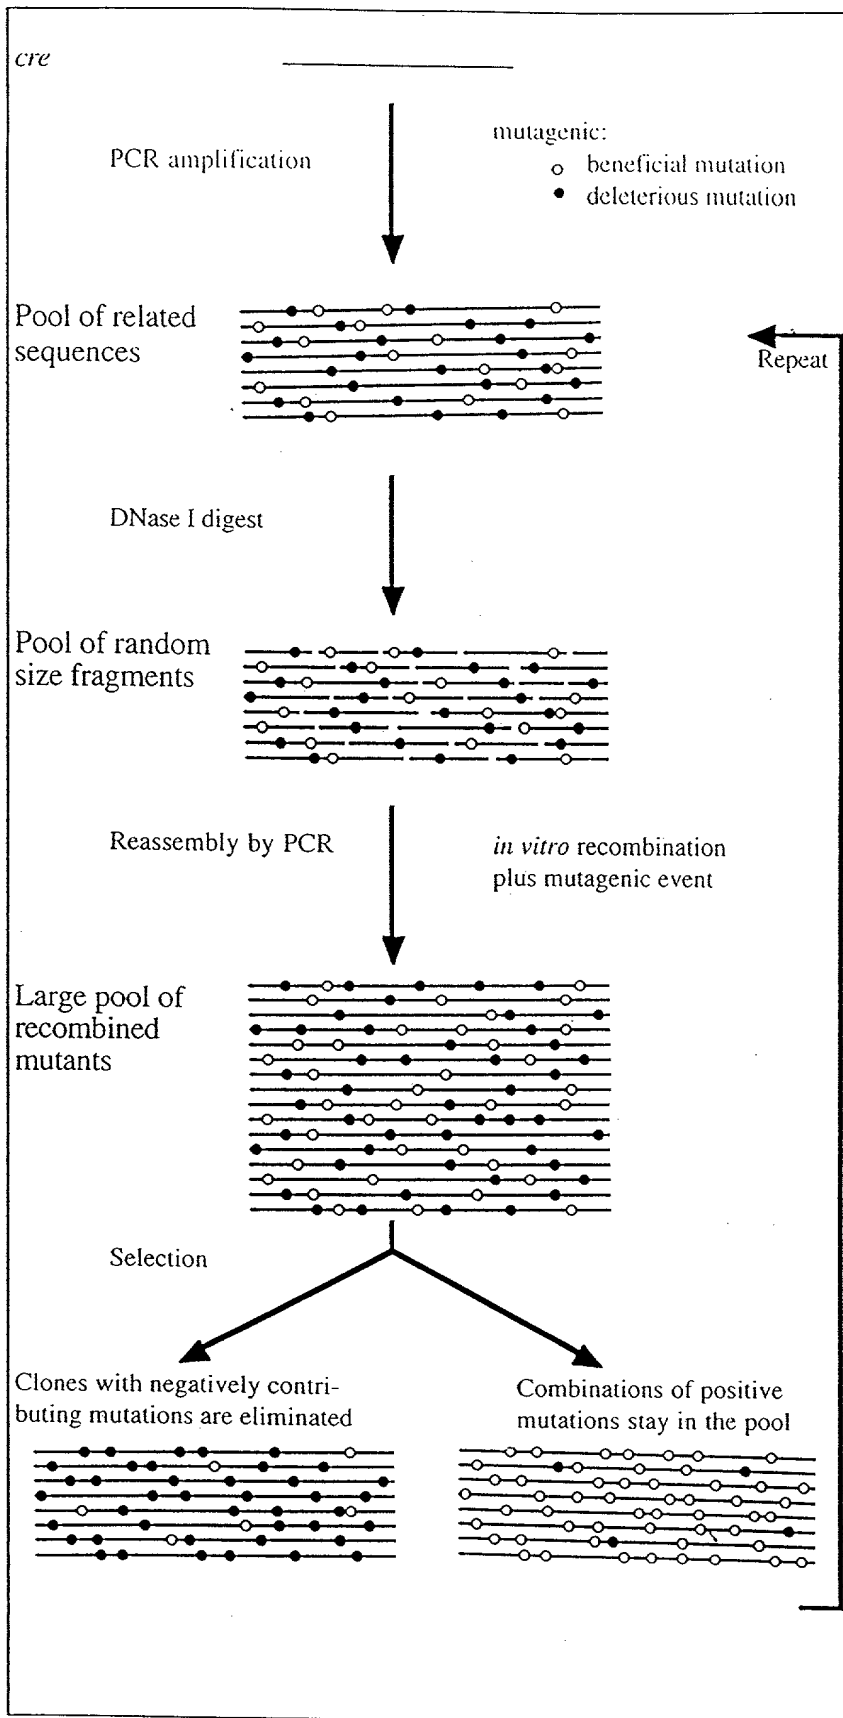 cre
PCR amplification
mutagenic:
beneficial mutation
deleterious mutation
Pool of related
sequences
Repeat
DNase I digest
Pool of random
size fragments
Reassembly by PCR
in vitro recombination
plus mutagenic event
Large pool of
recombined
mutants
Selection
Clones with negatively contri-
buting mutations are eliminated
Combinations of positive
mutations stay in the pool